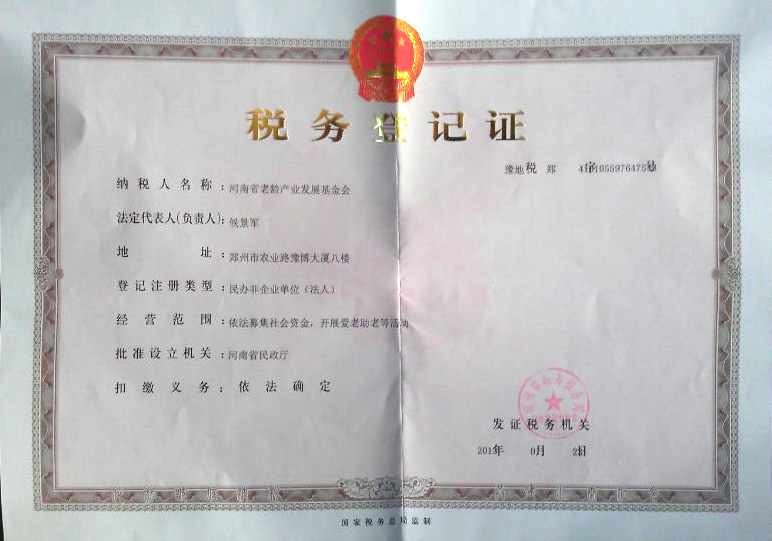 税务登记证
豫地税 郑 字 号
纳税人名称：河南省老龄产业发展基金会
法定代表人(负责人)：候景军
地 址：郑州市农业路豫博大厦八楼
登记注册类型：民办非企业单位（法人）
经营范围：依法募集社会资金，开展爱老助老等活动
批准设立机关：河南省民政厅
扣缴义务：依法确定
发证税务机关
年 月 日
国家税务总局监制